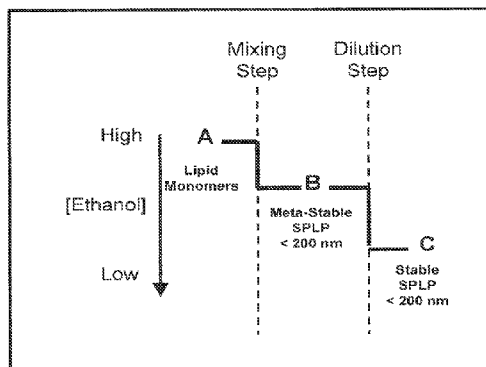 Mixing
Step
Dilution
Step
High
A
Lipid
Monomers
[Ethanol]
B
Meta-Stable
SPLP
< 200 nm
Low
C
Stable
SPLP
< 200 nm